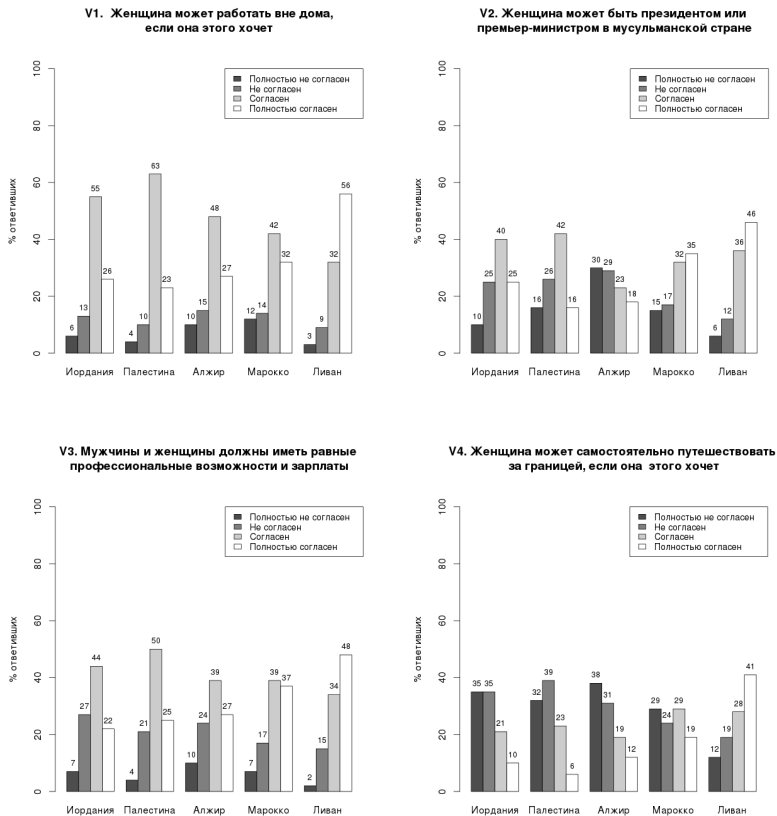 V1. Женщина может работать вне дома,
если она этого хочет
100
80
60
40
20
0
% ответивших
Полностью не согласен
Не согласен
Согласен
Полностью согласен
6 13 55 26
4 10 63 23
10 15 48 27
12 14 42 32
3 9 32 56
Иордания Палестина Алжир Марокко Ливан
V2. Женщина может быть президентом или
премьер-министром в мусульманской стране
100
80
60
40
20
0
% ответивших
Полностью не согласен
Не согласен
Согласен
Полностью согласен
10 25 40 25
16 26 42 16
30 29 23 18
15 17 32 35
6 12 36 46
Иордания Палестина Алжир Марокко Ливан
V3. Мужчины и женщины должны иметь равные
профессиональные возможности и зарплаты
100
80
60
40
20
0
% ответивших
Полностью не согласен
Не согласен
Согласен
Полностью согласен
7 27 44 22
4 21 50 25
10 24 39 27
7 17 39 37
2 15 34 48
Иордания Палестина Алжир Марокко Ливан
V4. Женщина может самостоятельно путешествовать
за границей, если она этого хочет
100
80
60
40
20
0
% ответивших
Полностью не согласен
Не согласен
Согласен
Полностью согласен
35 35 21 10
32 39 23 6
38 31 19 12
29 24 29 19
12 19 28 41
Иордания Палестина Алжир Марокко Ливан